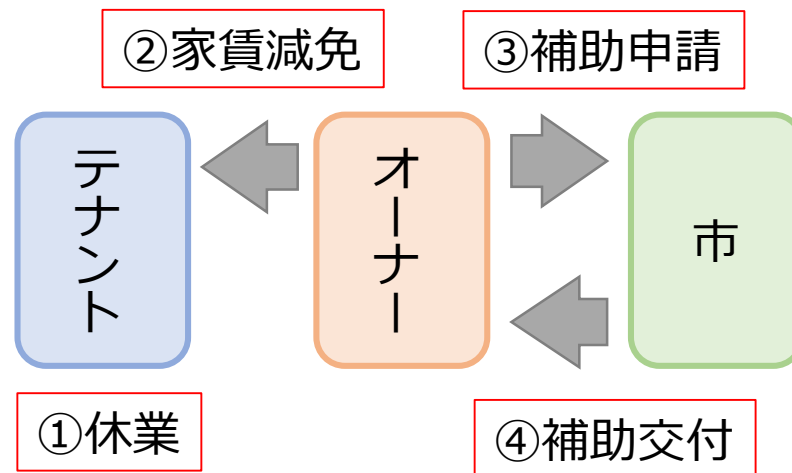 ②家賃減免
③補助申請
テナント
オーナー
市
①休業
④補助交付